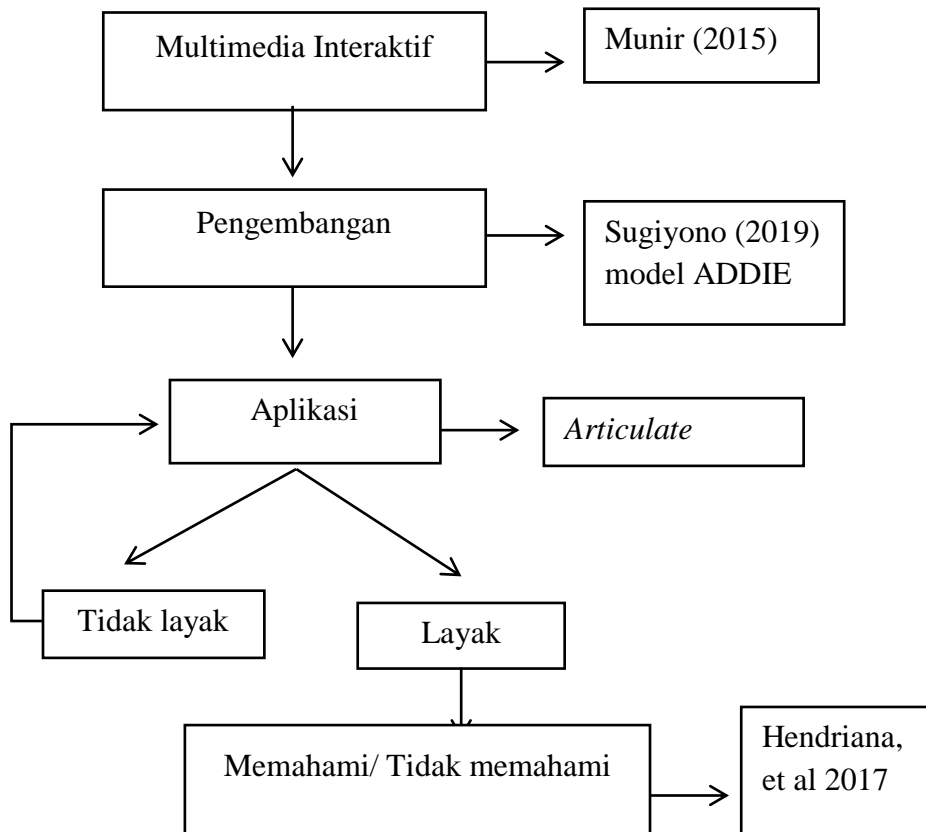 Multimedia Interaktif
Munir (2015)
Pengembangan
Sugiyono (2019)
model ADDIE
Aplikasi
Articulate
Tidak layak
Layak
Memahami/ Tidak memahami
Hendriana,
et al 2017